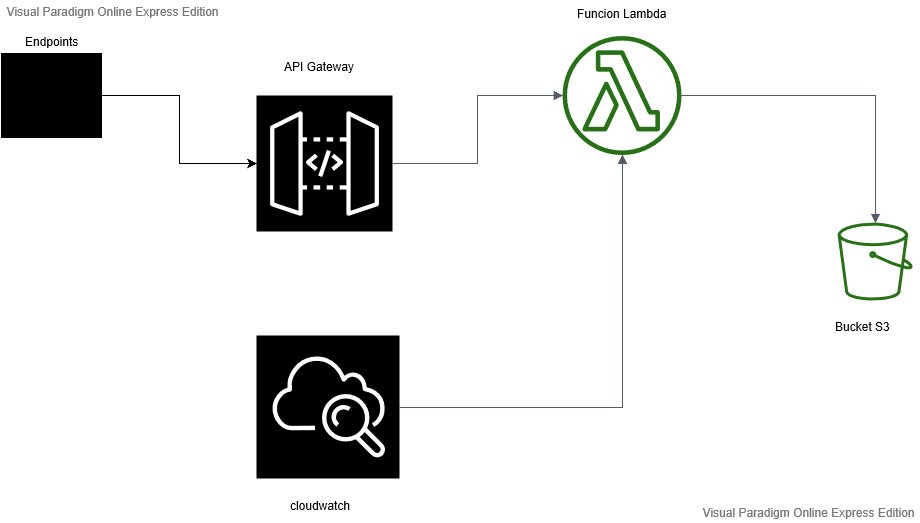 Visual Paradigm Online Express Edition
Funcion Lambda
Endpoints
API Gateway
</>
Bucket S3
cloudwatch
Visual Paradigm Online Express Edition